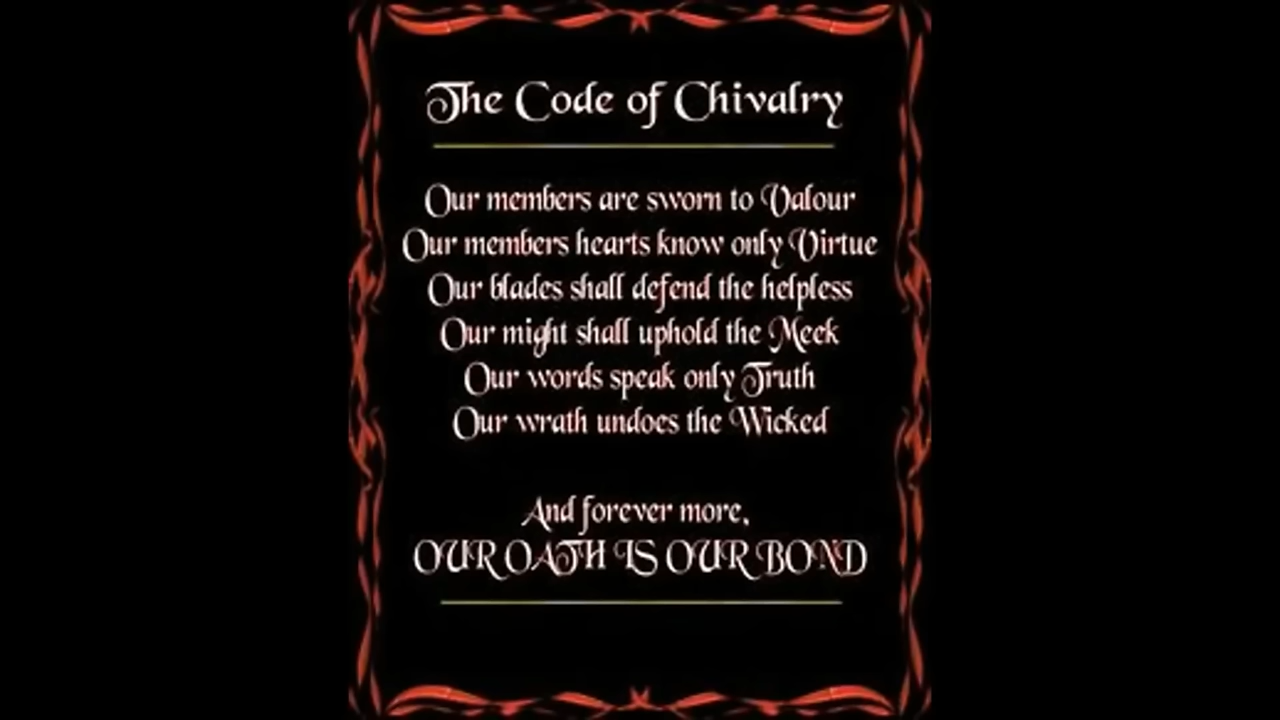 The Code of Chivalry
Our members are sworn to Valour
Our members hearts know only Virtue
Our blades shall defend the helpless
Our might shall uphold the Meek
Our words speak only Truth
Our wrath undoes the Wicked
And forever more,
OUR OATH IS OUR BOND